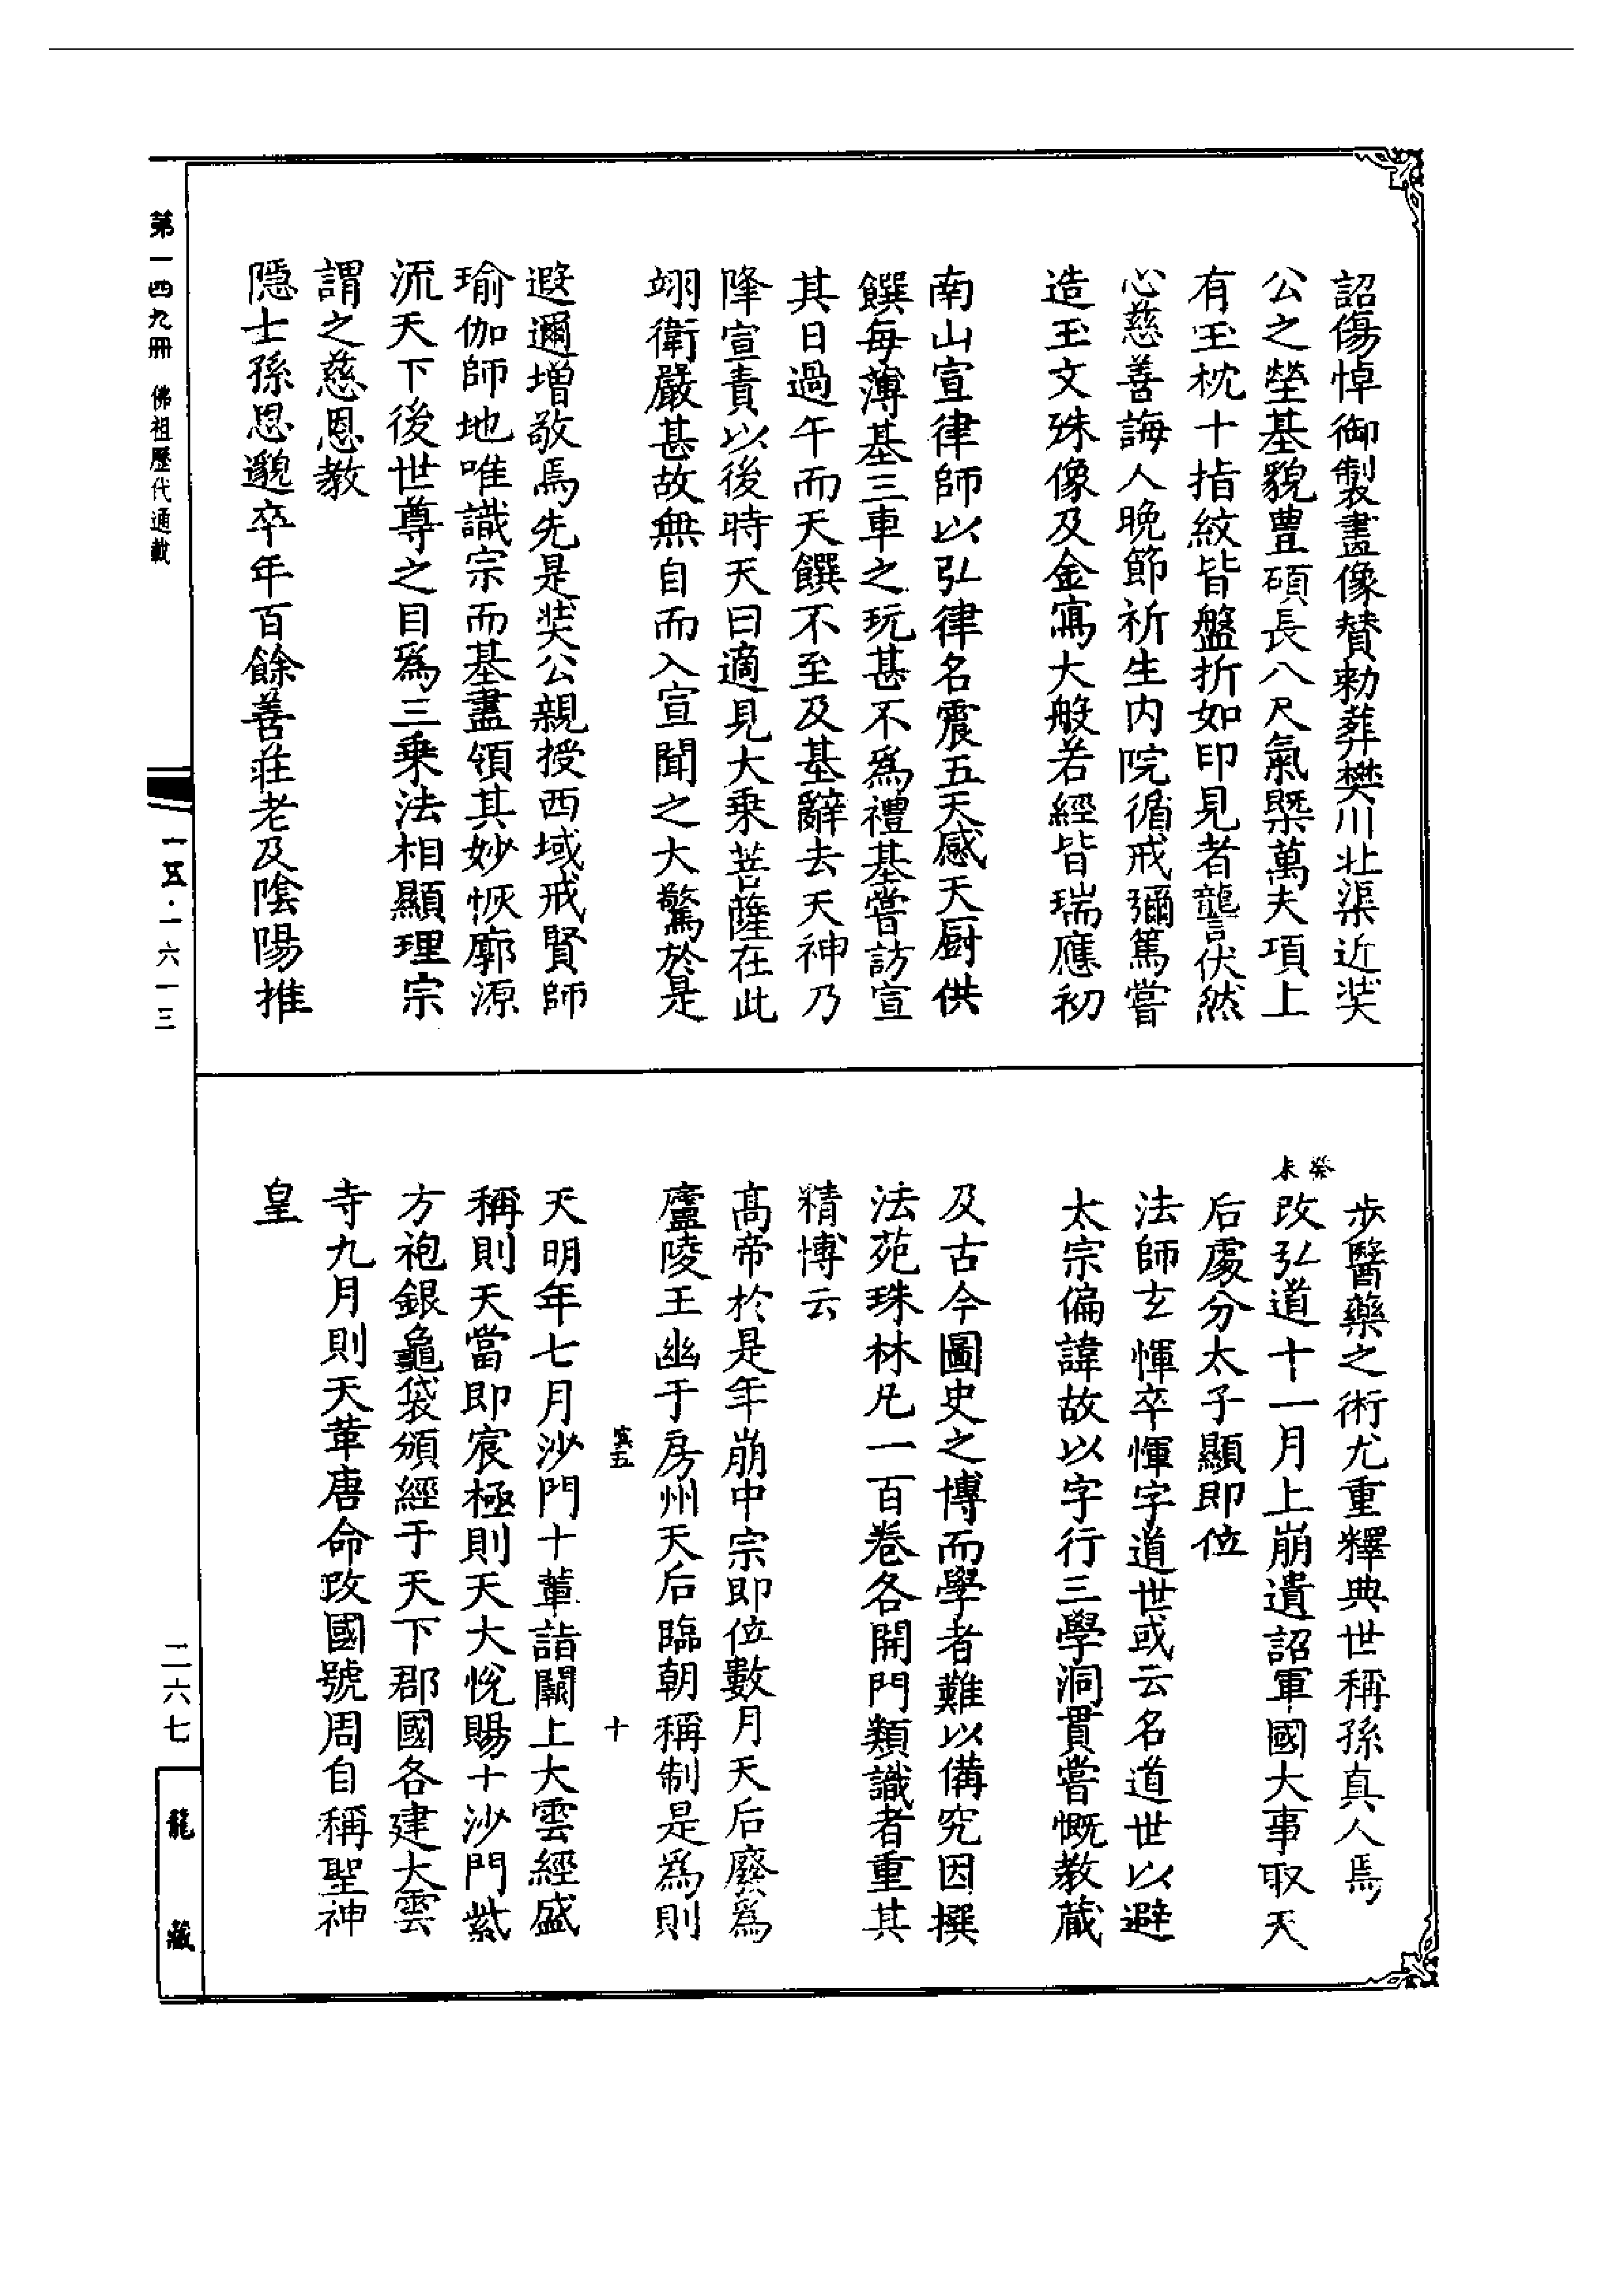 詔傷悼御製畫像賛勅葬樊川北渠近奘
公之塋基貌豐碩長八尺氣槩萬夫項上
有玉枕十指紋皆盤折如印見者讋伏然
心慈善誨人晚節祈生内院循戒彌篤嘗
造玉文殊像及金寫大般若經皆瑞應初
南山宣律師以弘律名震五天感天厨供
饌每薄基三車之玩甚不爲禮基嘗訪宣
其日過午而天饌不至及基辭去天神乃
降宣責以後時天曰適見大乗菩薩在此
翊衛嚴甚故無自而入宣聞之大驚於是
遐邇增敬焉先是奘公親授西域戒賢師
瑜伽師地唯識宗而基盡領其妙恢廓源
流天下後世尊之目爲三乗法相顯理宗
謂之慈恩教
隱士孫思邈卒年百餘善莊老及陰陽推
步醫藥之術尤重釋典世稱孫真人焉
癸未
改弘道十一月上崩遺詔軍國大事取天
后處分太子顯即位
法師玄惲卒惲字道世或云名道世以避
太宗偏諱故以字行三學洞貫嘗慨教蔵
及古今圖史之博而學者難以備究因撰
法苑珠林凡一百卷各開門類識者重其
精博云
髙帝於是年崩中宗即位數月天后廢爲
廬陵王幽于房州天后臨朝稱制是爲則
寘五
十
天明年七月沙門十輩詣闕上大雲經盛
稱則天當即宸極則天大悅賜十沙門紫
方袍銀龜袋頒經于天下郡國各建大雲
寺九月則天革唐命改國號周自稱聖神
皇
第一四九冊 佛祖歷代通載
一五·一六一三
二六七
龍藏